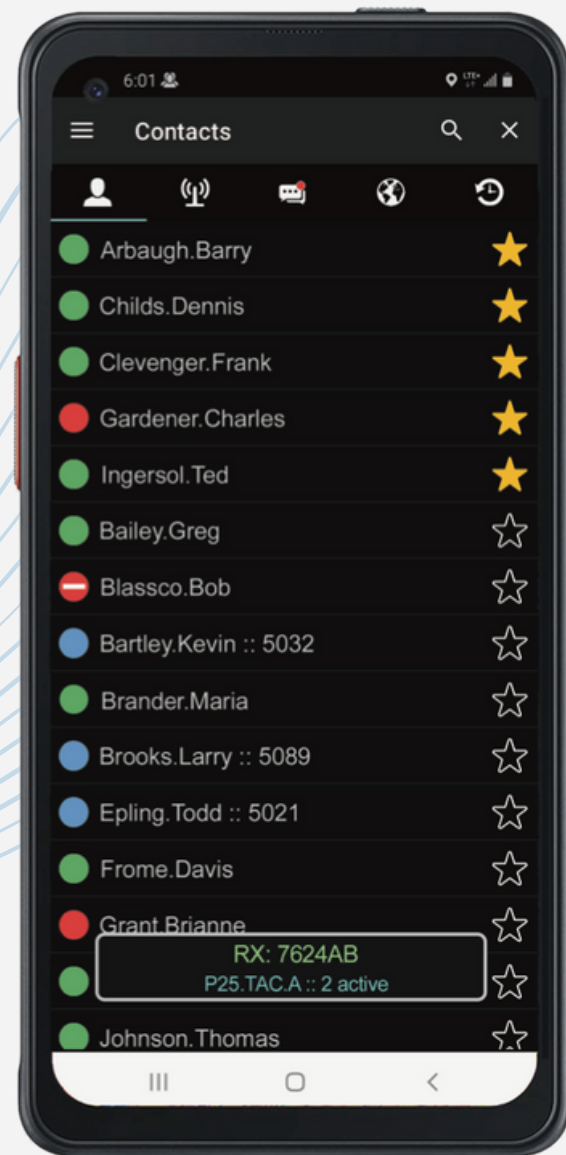 6:01
LTE+
Contacts
Arbaugh.Barry
Childs.Dennis
Clevenger.Frank
Gardener.Charles
Ingersol.Ted
Bailey.Greg
Blassco.Bob
Bartley.Kevin :: 5032
Brander.Maria
Brooks.Larry :: 5089
Epling.Todd :: 5021
Frome.Davis
Grant.Brianne
RX: 7624AB
P25.TAC.A :: 2 active
Johnson.Thomas